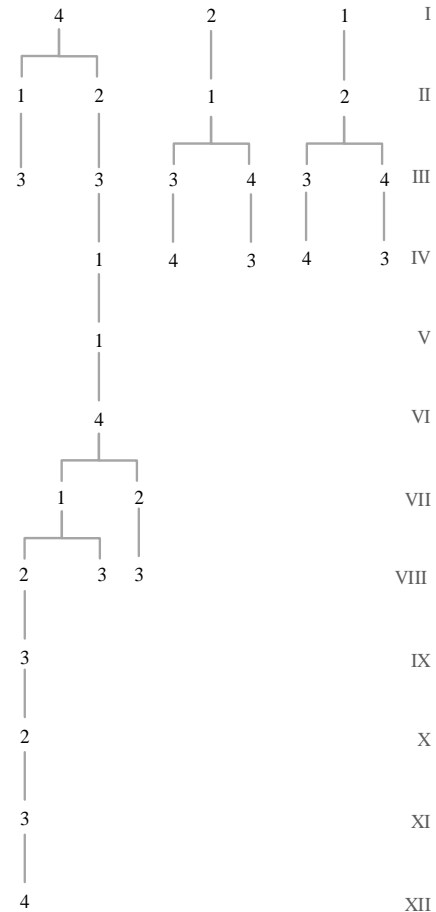 4 2 1 I
1 2 1 2 II
3 3 3 4 3 4 III
1 4 3 4 3 IV
1 V
4 VI
1 2 VII
2 3 3 VIII
3 IX
2 X
3 XI
4 XII